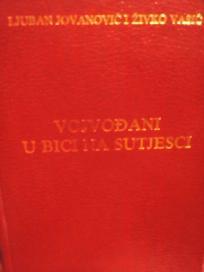 LJUBAN JOVANOVIĆ I ŽIVKO VASIĆ
VOJVOĐANI
U BICI NA SUTJESCI